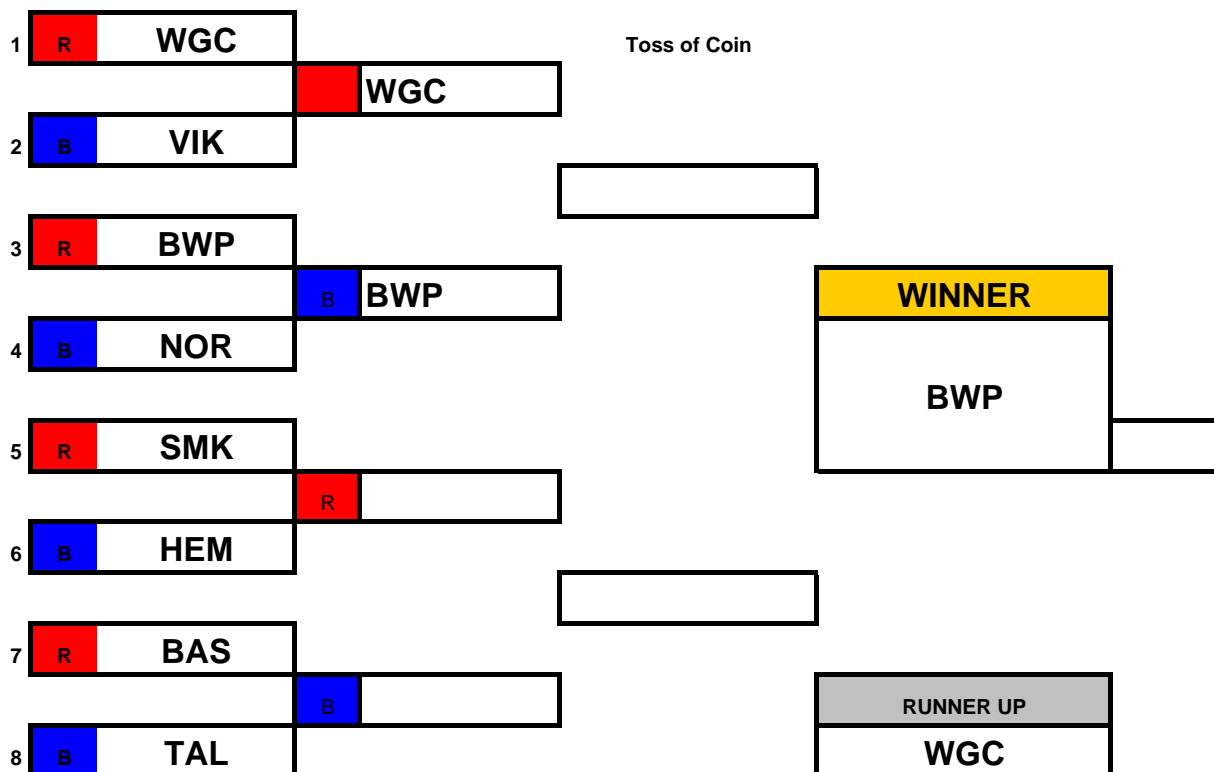 1 R WGC Toss of Coin
WGC
2 B VIK
3 R BWP
B BWP WINNER
4 B NOR
BWP
5 R SMK
R
6 B HEM
7 R BAS
B RUNNER UP
8 B TAL WGC